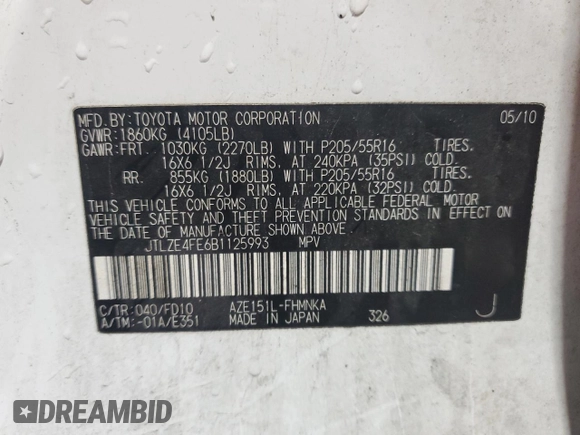 MFD. BY: TOYOTA MOTOR CORPORATION 05/10
GVWR: 1860KG (4105LB)
GAWR: FRT. 1030KG (2270LB) WITH P205/55R16 TIRES.
16X6 1/2J RIMS, AT 240KPA (35PSI) COLD.
RR. 855KG (1880LB) WITH P205/55R16 TIRES.
16X6 1/2J RIMS, AT 220KPA (32PSI) COLD.
THIS VEHICLE CONFORMS TO ALL APPLICABLE FEDERAL MOTOR
VEHICLE SAFETY AND THEFT PREVENTION STANDARDS IN EFFECT ON
THE DATE OF MANUFACTURE SHOWN ABOVE.
JTLZE4FE6B1125993 MPV
C/TR: 040/FD10 AZE151L-FHMNKA J
A/TM: -01A/E351 MADE IN JAPAN 326
DREAMBID